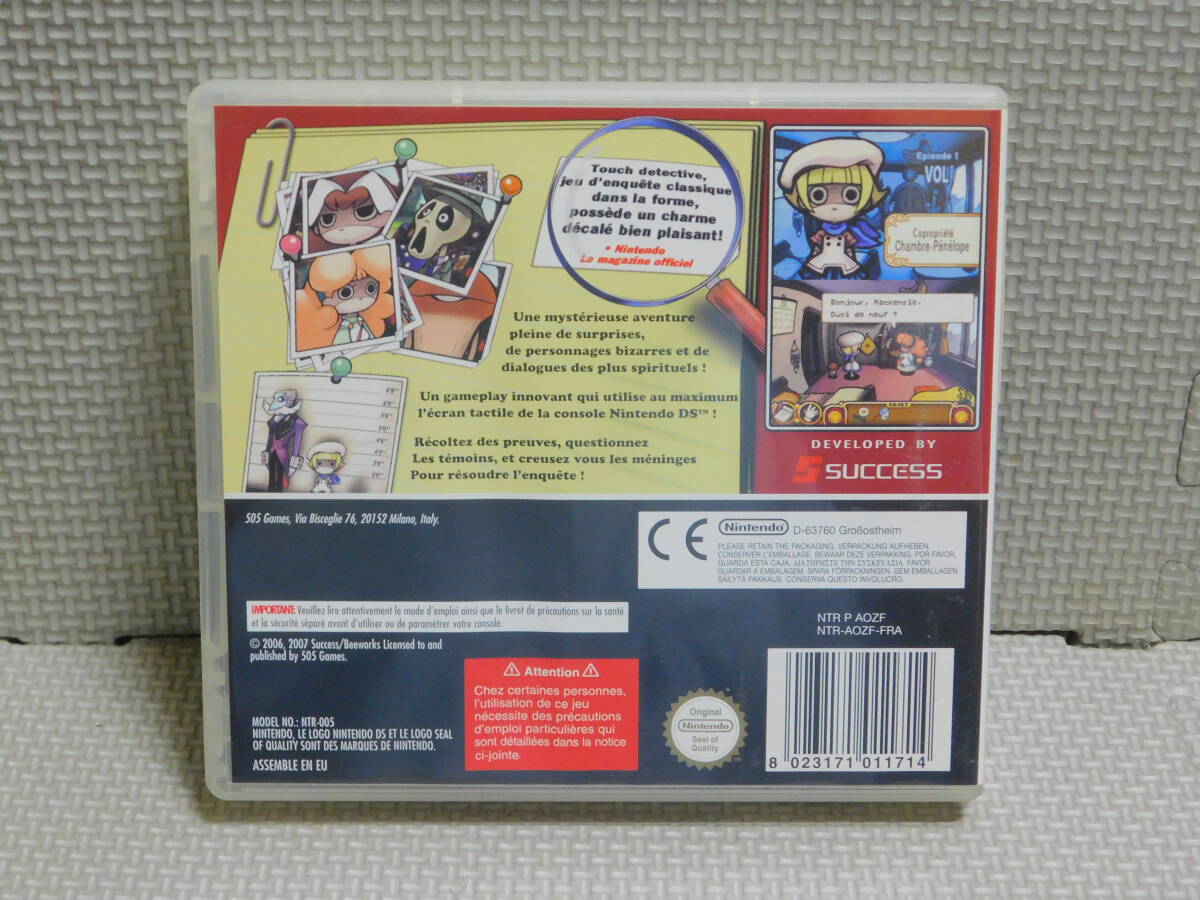 Touch detective,
jeu d'enquête classique
dans la forme,
possède un charme
décalé bien plaisant!
• Nintendo
Le magazine officiel
Une mystérieuse aventure
pleine de surprises,
de personnages bizarres et de
dialogues des plus spirituels !
Un gameplay innovant qui utilise au maximum
l'écran tactile de la console Nintendo DS™ !
Récoltez des preuves, questionnez
Les témoins, et creusez vous les méninges
Pour résoudre l'enquête !
Episode 1
VOL
Copropriété
Chambre-Pénélope
Bonjour, Mackenzie.
Quoi de neuf ?
OBJET
DEVELOPED BY
SUCCESS
505 Games, Via Bisceglie 76, 20152 Milano, Italy.
CE Nintendo D-63760 Großostheim
PLEASE RETAIN THE PACKAGING. VERPACKUNG AUFHEBEN.
CONSERVER L'EMBALLAGE. BEWAAR DEZE VERPAKKING. POR FAVOR,
GUARDA ESTA CAJA. ΔΙΑΤΗΡΗΣΤΕ ΤΗΝ ΣΥΣΚΕΥΑΣΙΑ. FAVOR
GUARDAR A EMBALAGEM. SPARA FÖRPACKNINGEN. GEM EMBALLAGEN.
SÄILYTÄ PAKKAUS. CONSERVA QUESTO INVOLUCRO.
IMPORTANT: Veuillez lire attentivement le mode d'emploi ainsi que le livret de précautions sur la santé
et la sécurité séparé avant d'utiliser ou de paramétrer votre console.
© 2006, 2007 Success/Beeworks Licensed to and
published by 505 Games.
NTR P AOZF
NTR-AOZF-FRA
Attention
Chez certaines personnes,
l'utilisation de ce jeu
nécessite des précautions
d'emploi particulières qui
sont détaillées dans la notice
ci-jointe.
MODEL NO.: NTR-005
NINTENDO, LE LOGO NINTENDO DS ET LE LOGO SEAL
OF QUALITY SONT DES MARQUES DE NINTENDO.
ASSEMBLE EN EU
Original
Nintendo
Seal of
Quality
TM
8 023171 011714